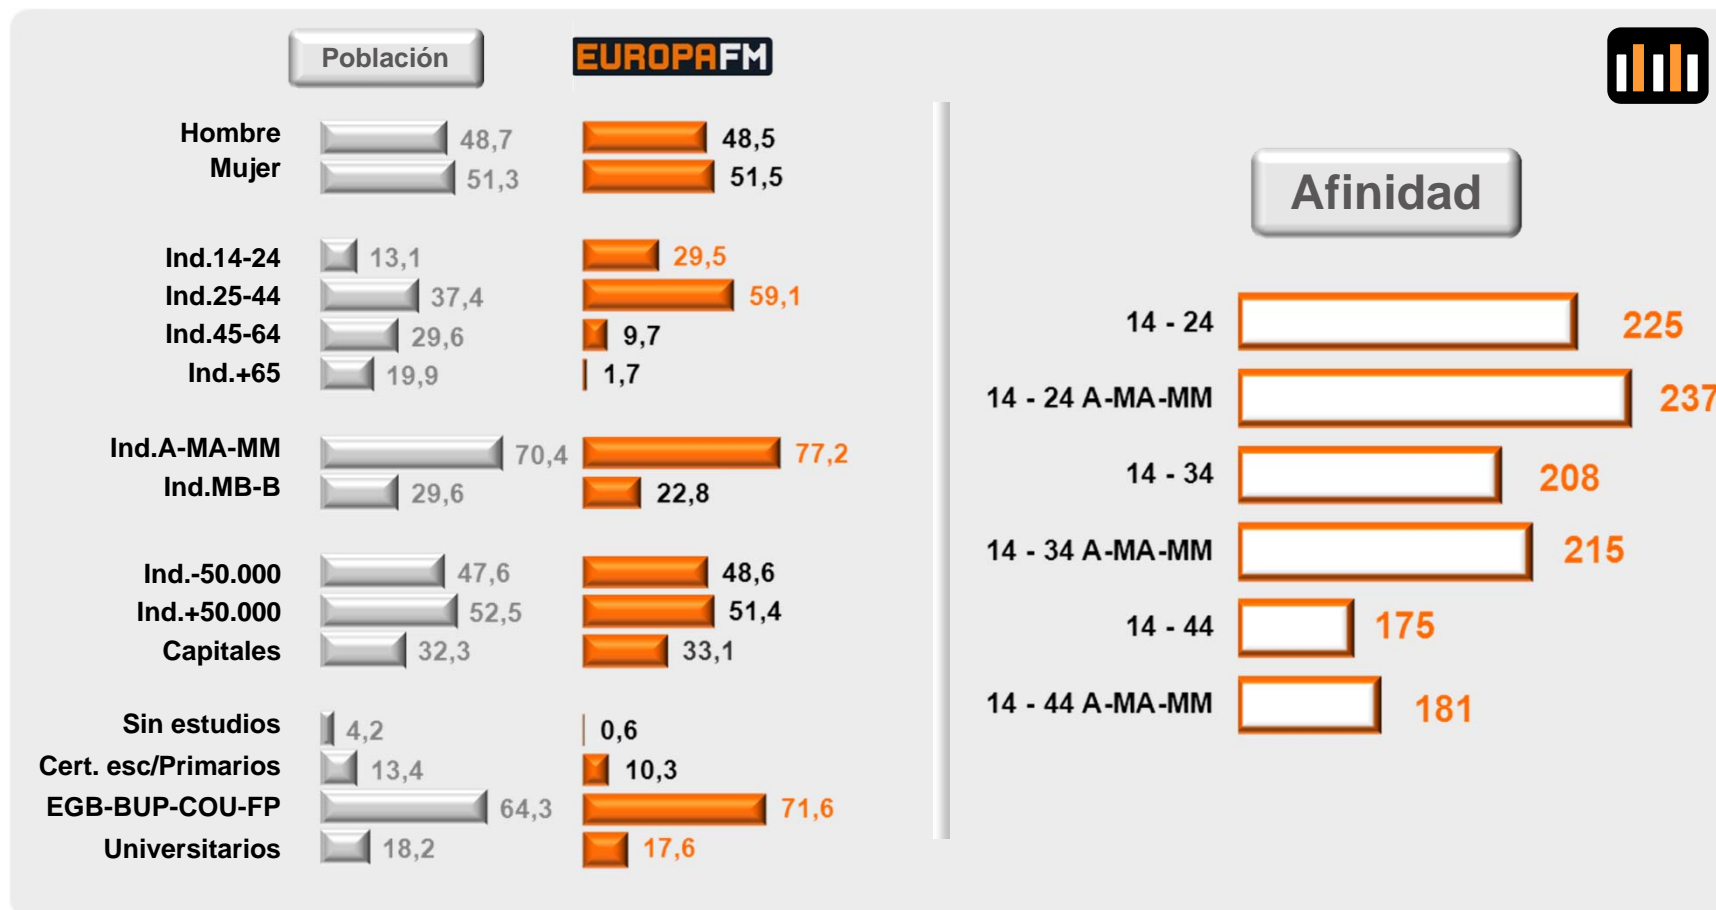 Población EUROPAFM
Hombre 48,7 48,5
Mujer 51,3 51,5
Ind.14-24 13,1 29,5
Ind.25-44 37,4 59,1
Ind.45-64 29,6 9,7
Ind.+65 19,9 1,7
Ind.A-MA-MM 70,4 77,2
Ind.MB-B 29,6 22,8
Ind.-50.000 47,6 48,6
Ind.+50.000 52,5 51,4
Capitales 32,3 33,1
Sin estudios 4,2 0,6
Cert. esc/Primarios 13,4 10,3
EGB-BUP-COU-FP 64,3 71,6
Universitarios 18,2 17,6
Afinidad
14 - 24 225
14 - 24 A-MA-MM 237
14 - 34 208
14 - 34 A-MA-MM 215
14 - 44 175
14 - 44 A-MA-MM 181